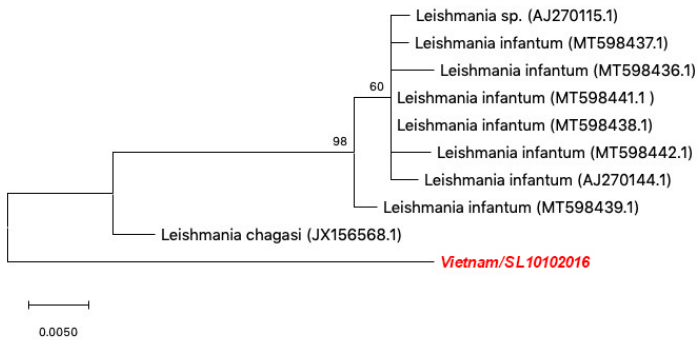 Leishmania sp. (AJ270115.1)
Leishmania infantum (MT598437.1)
Leishmania infantum (MT598436.1)
60
Leishmania infantum (MT598441.1 )
Leishmania infantum (MT598438.1)
98
Leishmania infantum (MT598442.1)
Leishmania infantum (AJ270144.1)
Leishmania infantum (MT598439.1)
Leishmania chagasi (JX156568.1)
Vietnam/SL10102016
0.0050